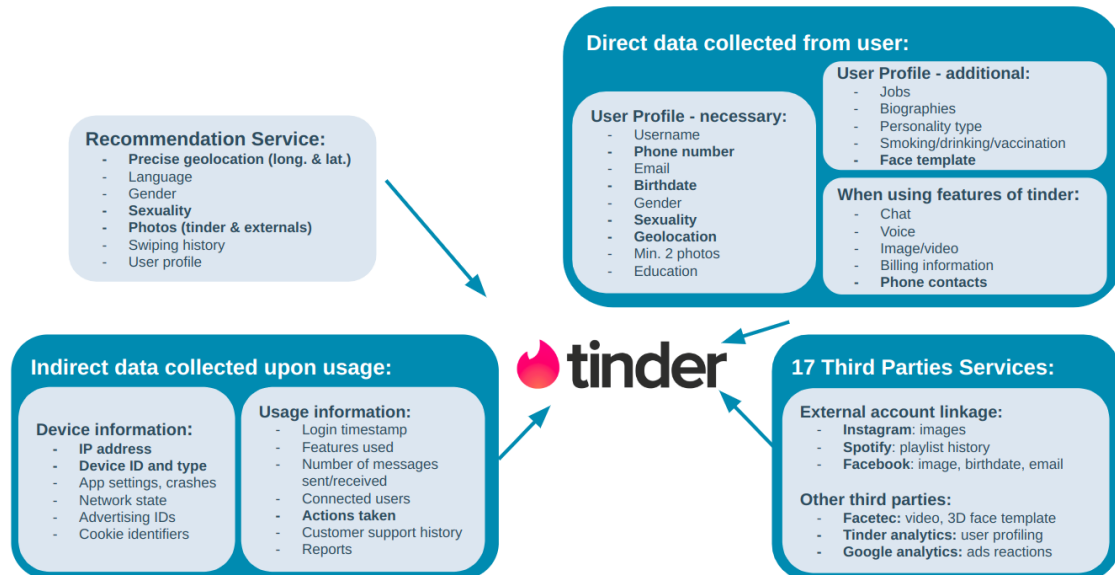 Direct data collected from user:
User Profile - necessary:
- Username
- Phone number
- Email
- Birthdate
- Gender
- Sexuality
- Geolocation
- Min. 2 photos
- Education
User Profile - additional:
- Jobs
- Biographies
- Personality type
- Smoking/drinking/vaccination
- Face template
When using features of tinder:
- Chat
- Voice
- Image/video
- Billing information
- Phone contacts
Recommendation Service:
- Precise geolocation (long. & lat.)
- Language
- Gender
- Sexuality
- Photos (tinder & externals)
- Swiping history
- User profile
tinder
Indirect data collected upon usage:
Device information:
- IP address
- Device ID and type
- App settings, crashes
- Network state
- Advertising IDs
- Cookie identifiers
Usage information:
- Login timestamp
- Features used
- Number of messages
sent/received
- Connected users
- Actions taken
- Customer support history
- Reports
17 Third Parties Services:
External account linkage:
- Instagram: images
- Spotify: playlist history
- Facebook: image, birthdate, email
Other third parties:
- Facetec: video, 3D face template
- Tinder analytics: user profiling
- Google analytics: ads reactions